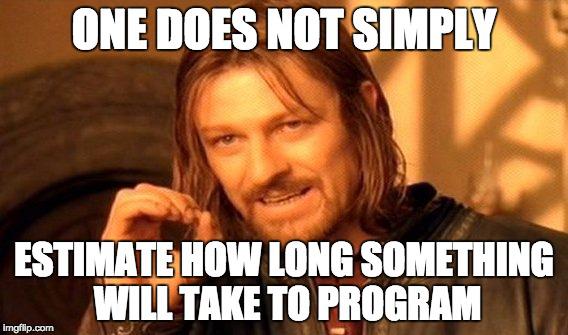 ONE DOES NOT SIMPLY
ESTIMATE HOW LONG SOMETHING
WILL TAKE TO PROGRAM
imgflip.com